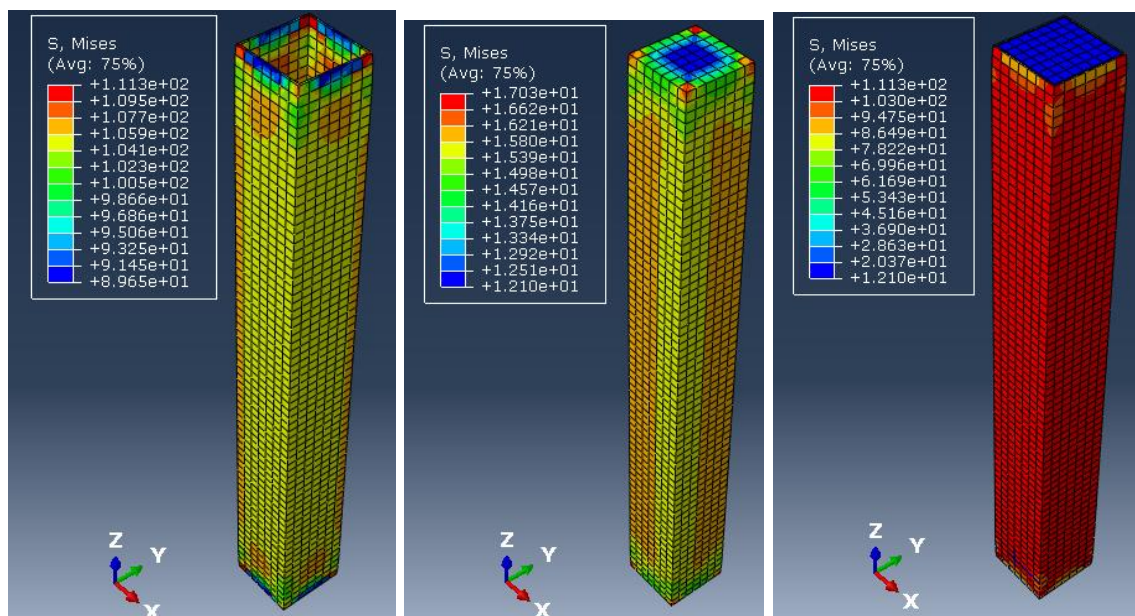 S, Mises
(Avg: 75%)
+1.113e+02
+1.095e+02
+1.077e+02
+1.059e+02
+1.041e+02
+1.023e+02
+1.005e+02
+9.866e+01
+9.686e+01
+9.506e+01
+9.325e+01
+9.145e+01
+8.965e+01
Z
Y
X
S, Mises
(Avg: 75%)
+1.703e+01
+1.662e+01
+1.621e+01
+1.580e+01
+1.539e+01
+1.498e+01
+1.457e+01
+1.416e+01
+1.375e+01
+1.334e+01
+1.292e+01
+1.251e+01
+1.210e+01
Z
Y
X
S, Mises
(Avg: 75%)
+1.113e+02
+1.030e+02
+9.475e+01
+8.649e+01
+7.822e+01
+6.996e+01
+6.169e+01
+5.343e+01
+4.516e+01
+3.690e+01
+2.863e+01
+2.037e+01
+1.210e+01
Z
Y
X